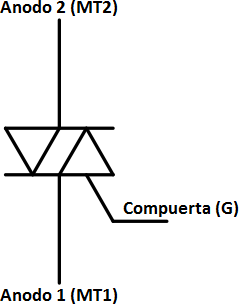 Anodo 2 (MT2)
Compuerta (G)
Anodo 1 (MT1)